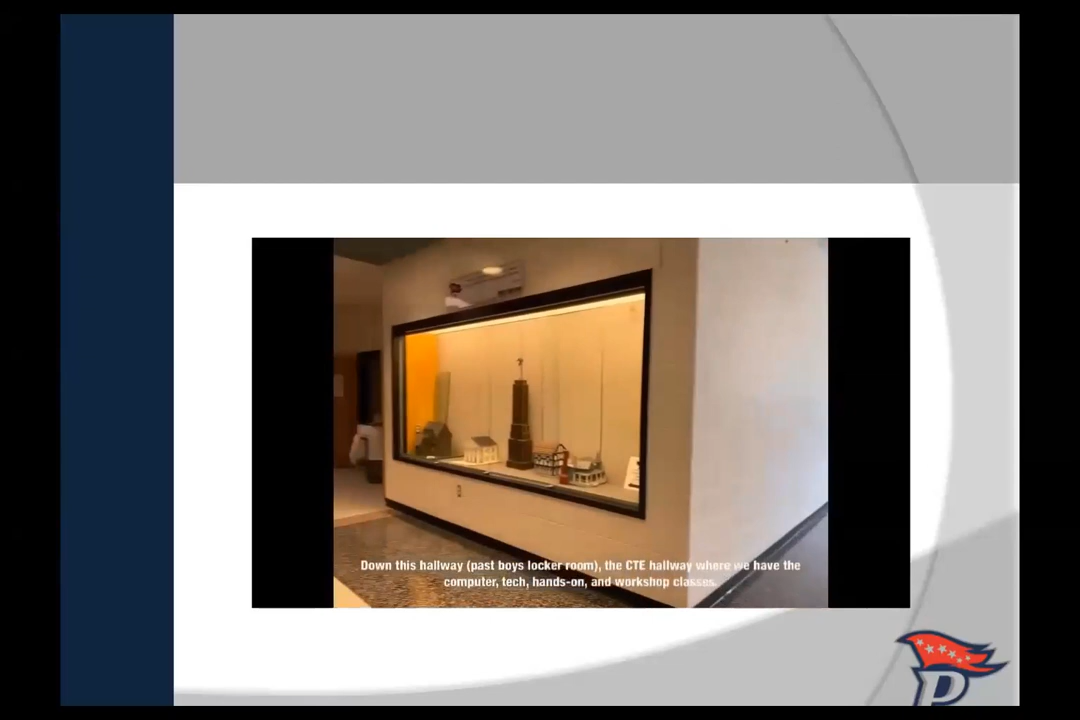 Down this hallway (past boys locker room), the CTE hallway where we have the
computer, tech, hands-on, and workshop classes.
P